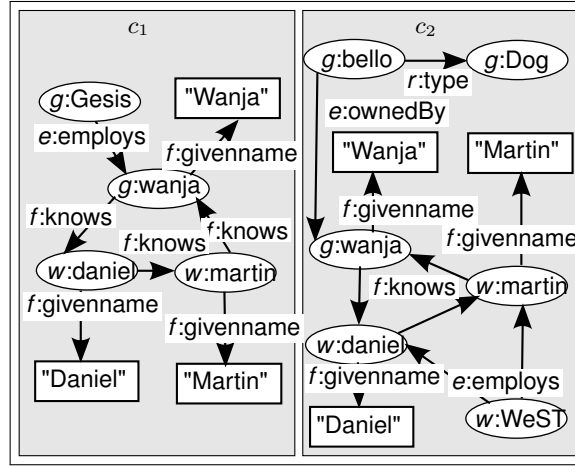 c1
g:Gesis
"Wanja"
e:employs
f:givenname
g:wanja
f:knows
f:knows
f:knows
w:daniel
w:martin
f:givenname
f:givenname
"Daniel"
"Martin"
c2
g:bello
g:Dog
r:type
e:ownedBy
"Wanja"
"Martin"
f:givenname
f:givenname
g:wanja
f:knows
w:martin
w:daniel
f:givenname
e:employs
"Daniel"
w:WeST